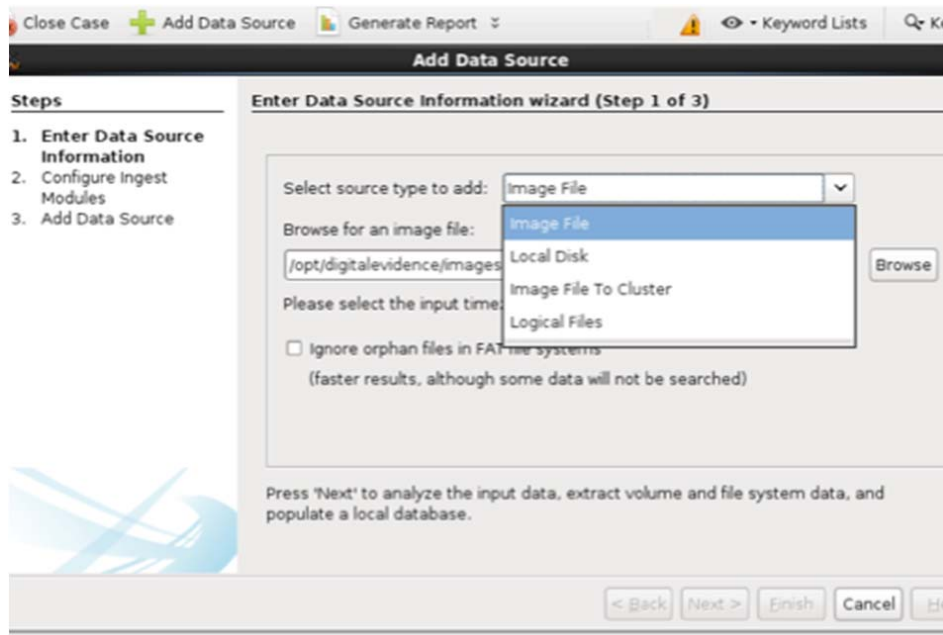 Close Case Add Data Source Generate Report Keyword Lists
Add Data Source
Steps
1. Enter Data Source
Information
2. Configure Ingest
Modules
3. Add Data Source
Enter Data Source Information wizard (Step 1 of 3)
Select source type to add: Image File
Image File
Local Disk
Image File To Cluster
Logical Files
Browse for an image file:
/opt/digitalevidence/images
Browse
Please select the input time
Ignore orphan files in FAT file systems
(faster results, although some data will not be searched)
Press 'Next' to analyze the input data, extract volume and file system data, and
populate a local database.
< Back Next > Finish Cancel